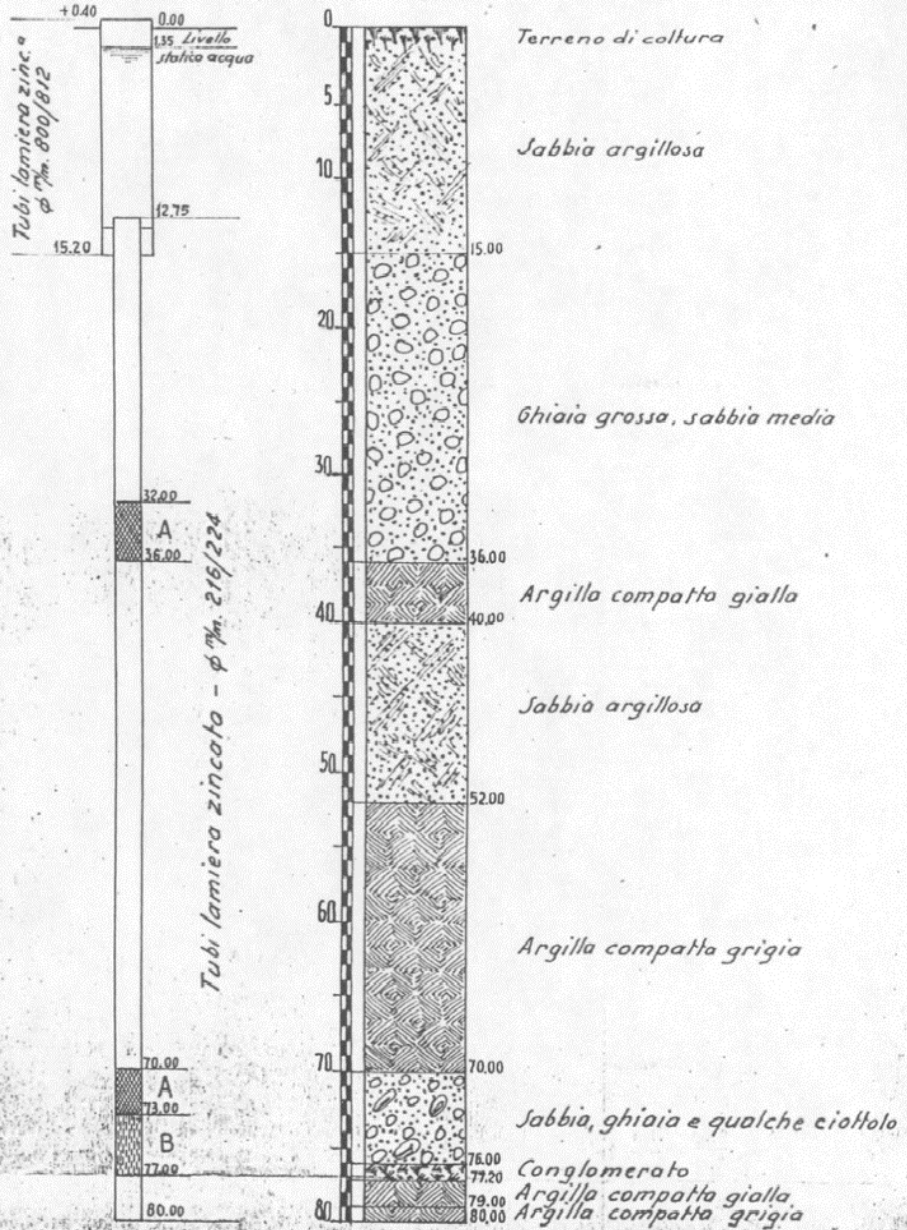 +0.40
0.00
1,35 Livello
statico acqua
Tubi lamiera zinc.ª
ϕ m/m. 800/812
12,75
15.20
32.00
A
36.00
Tubi lamiera zincato - ϕ m/m. 216/224
70.00
A
73.00
B
77.00
80.00
0
5
10
20
30
40
50
60
70
80
Terreno di coltura
Sabbia argillosa
15.00
Ghiaia grossa, sabbia media
36.00
Argilla compatta gialla
40,00
Sabbia argillosa
52.00
Argilla compatta grigia
70.00
Sabbia, ghiaia e qualche ciottolo
76.00
Conglomerato
77.20
Argilla compatta gialla
79.00
Argilla compatta grigia
80,00